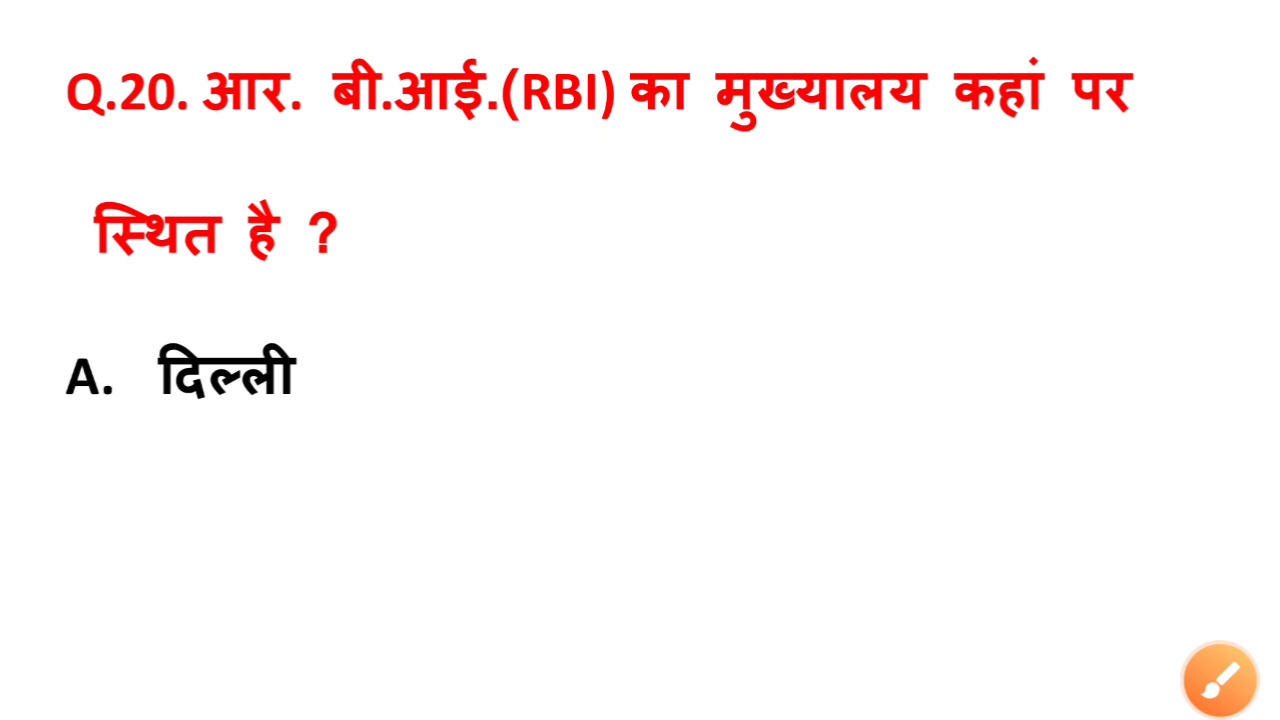 Q.20. आर. बी.आई.(RBI) का मुख्यालय कहां पर
स्थित है ?
A. दिल्ली